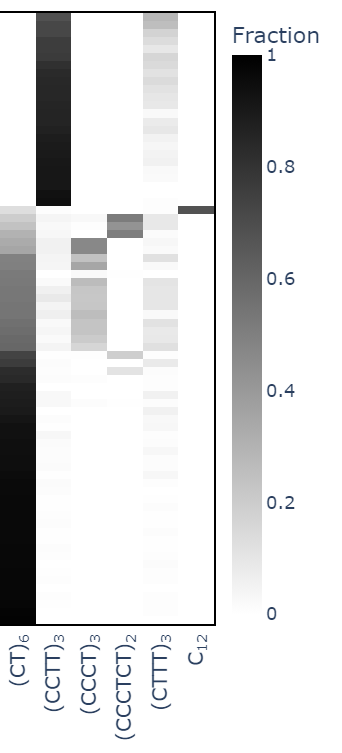 Fraction
1
0.8
0.6
0.4
0.2
0
(CT)₆
(CCTT)₃
(CCCT)₃
(CCCTCT)₂
(CTTT)₃
C₁₂